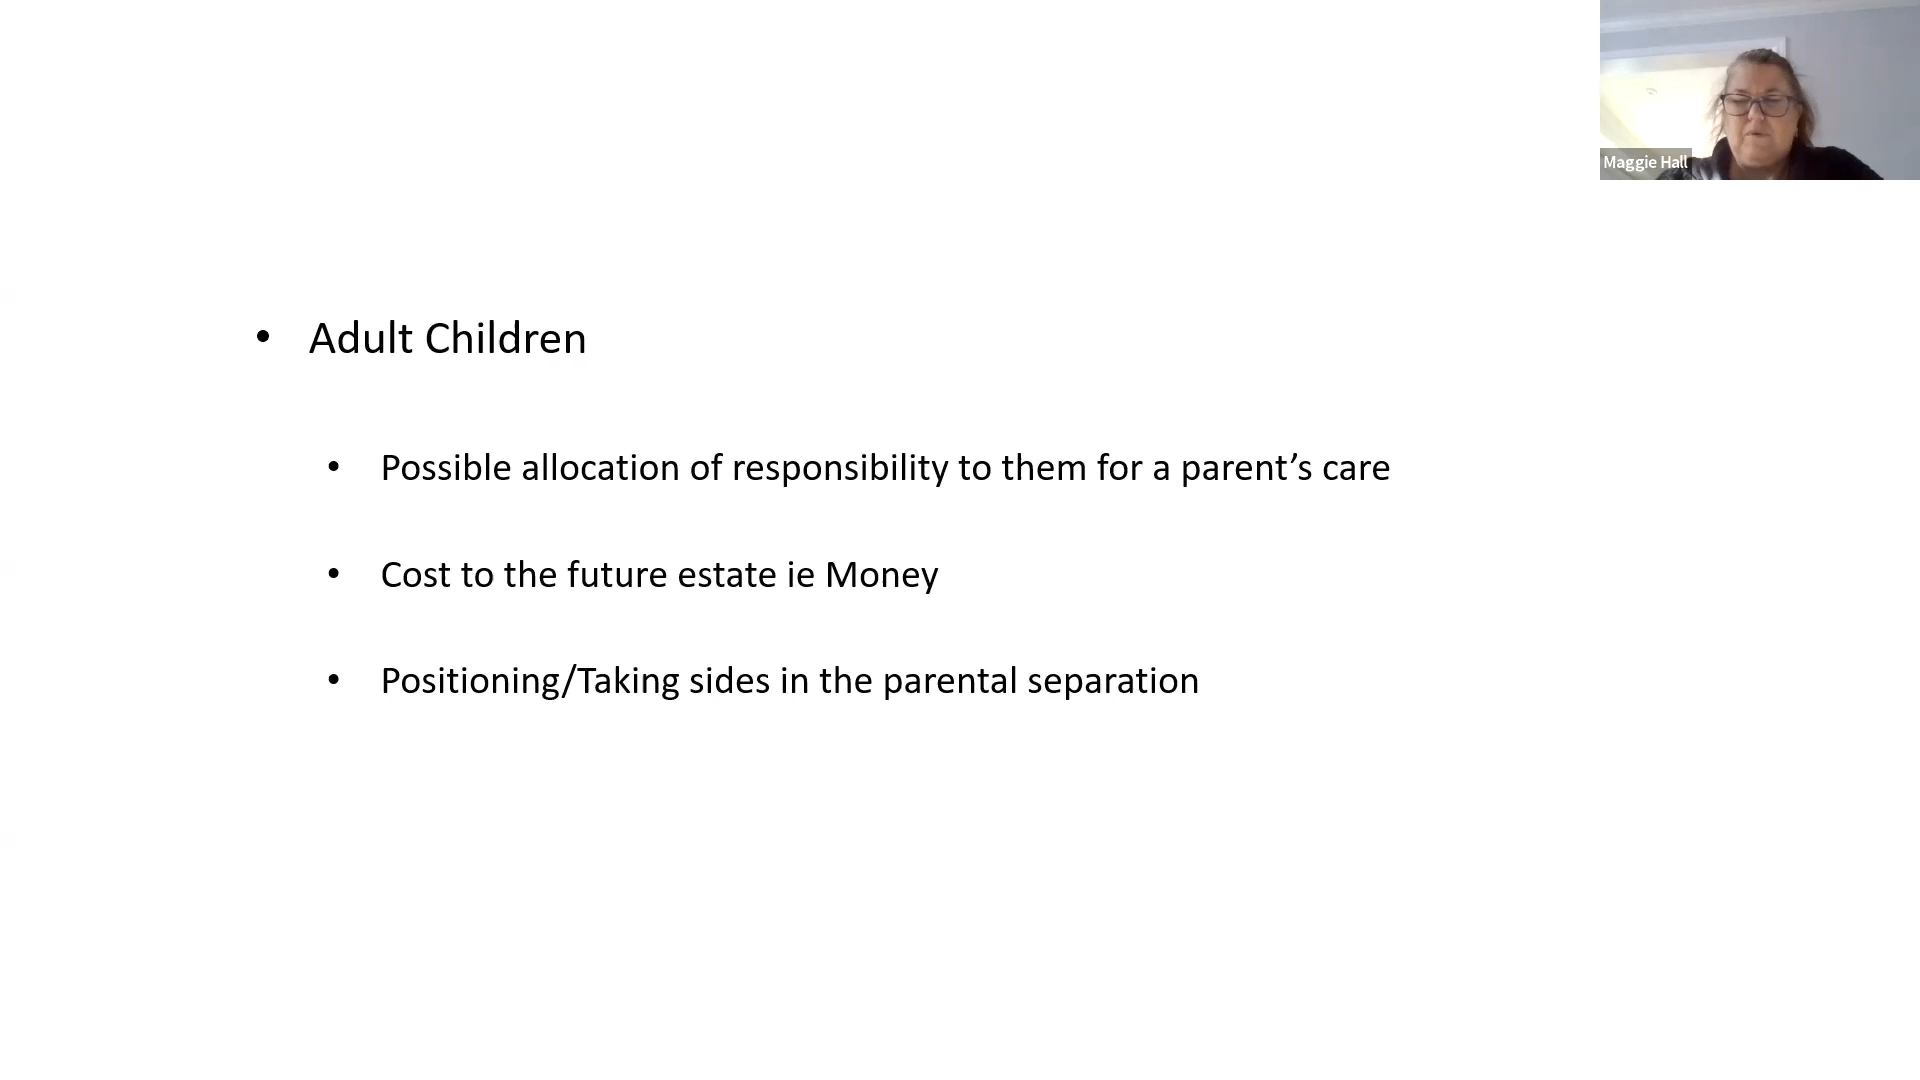 Maggie Hall
• Adult Children
• Possible allocation of responsibility to them for a parent’s care
• Cost to the future estate ie Money
• Positioning/Taking sides in the parental separation